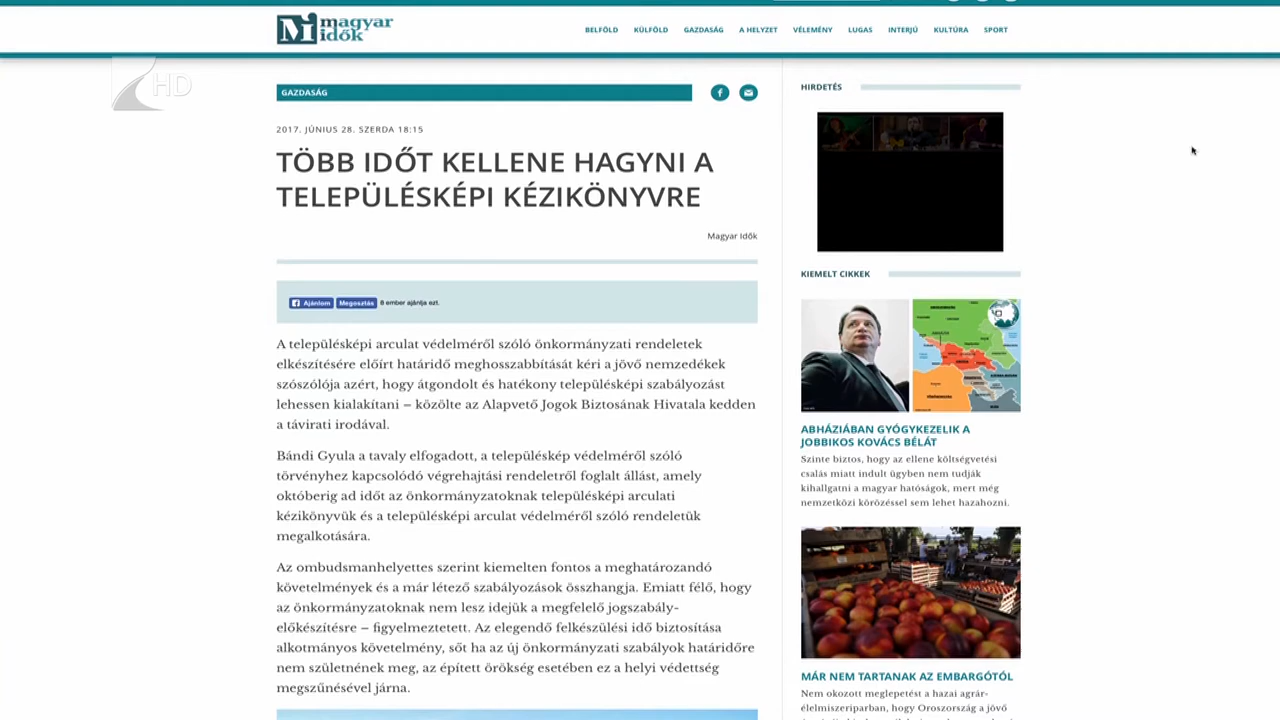 magyar
idők
BELFÖLD KÜLFÖLD GAZDASÁG A HELYZET VÉLEMÉNY LUGAS INTERJÚ KULTÚRA SPORT
HD
GAZDASÁG
2017. JÚNIUS 28. SZERDA 18:15
TÖBB IDŐT KELLENE HAGYNI A
TELEPÜLÉSKÉPI KÉZIKÖNYVRE
Magyar Idők
Ajánlom Megosztás 8 ember ajánlja ezt.
A településképi arculat védelméről szóló önkormányzati rendeletek
elkészítésére előírt határidő meghosszabbítását kéri a jövő nemzedékek
szószólója azért, hogy átgondolt és hatékony településképi szabályozást
lehessen kialakítani – közölte az Alapvető Jogok Biztosának Hivatala kedden
a távirati irodával.
Bándi Gyula a tavaly elfogadott, a településkép védelméről szóló
törvényhez kapcsolódó végrehajtási rendeletről foglalt állást, amely
októberig ad időt az önkormányzatoknak településképi arculati
kézikönyvük és a településképi arculat védelméről szóló rendeletük
megalkotására.
Az ombudsmanhelyettes szerint kiemelten fontos a meghatározandó
követelmények és a már létező szabályozások összhangja. Emiatt félő, hogy
az önkormányzatoknak nem lesz idejük a megfelelő jogszabály-
előkészítésre – figyelmeztetett. Az elegendő felkészülési idő biztosítása
alkotmányos követelmény, sőt ha az új önkormányzati szabályok határidőre
nem születnének meg, az épített örökség esetében ez a helyi védettség
megszűnésével járna.
HIRDETÉS
KIEMELT CIKKEK
ABHÁZIÁBAN GYÓGYKEZELIK A
JOBBIKOS KOVÁCS BÉLÁT
Szinte biztos, hogy az ellene költségvetési
csalás miatt indult ügyben nem tudják
kihallgatni a magyar hatóságok, mert még
nemzetközi körözéssel sem lehet hazahozni.
MÁR NEM TARTANAK AZ EMBARGÓTÓL
Nem okozott meglepetést a hazai agrár-
élelmiszeriparban, hogy Oroszország a jövő